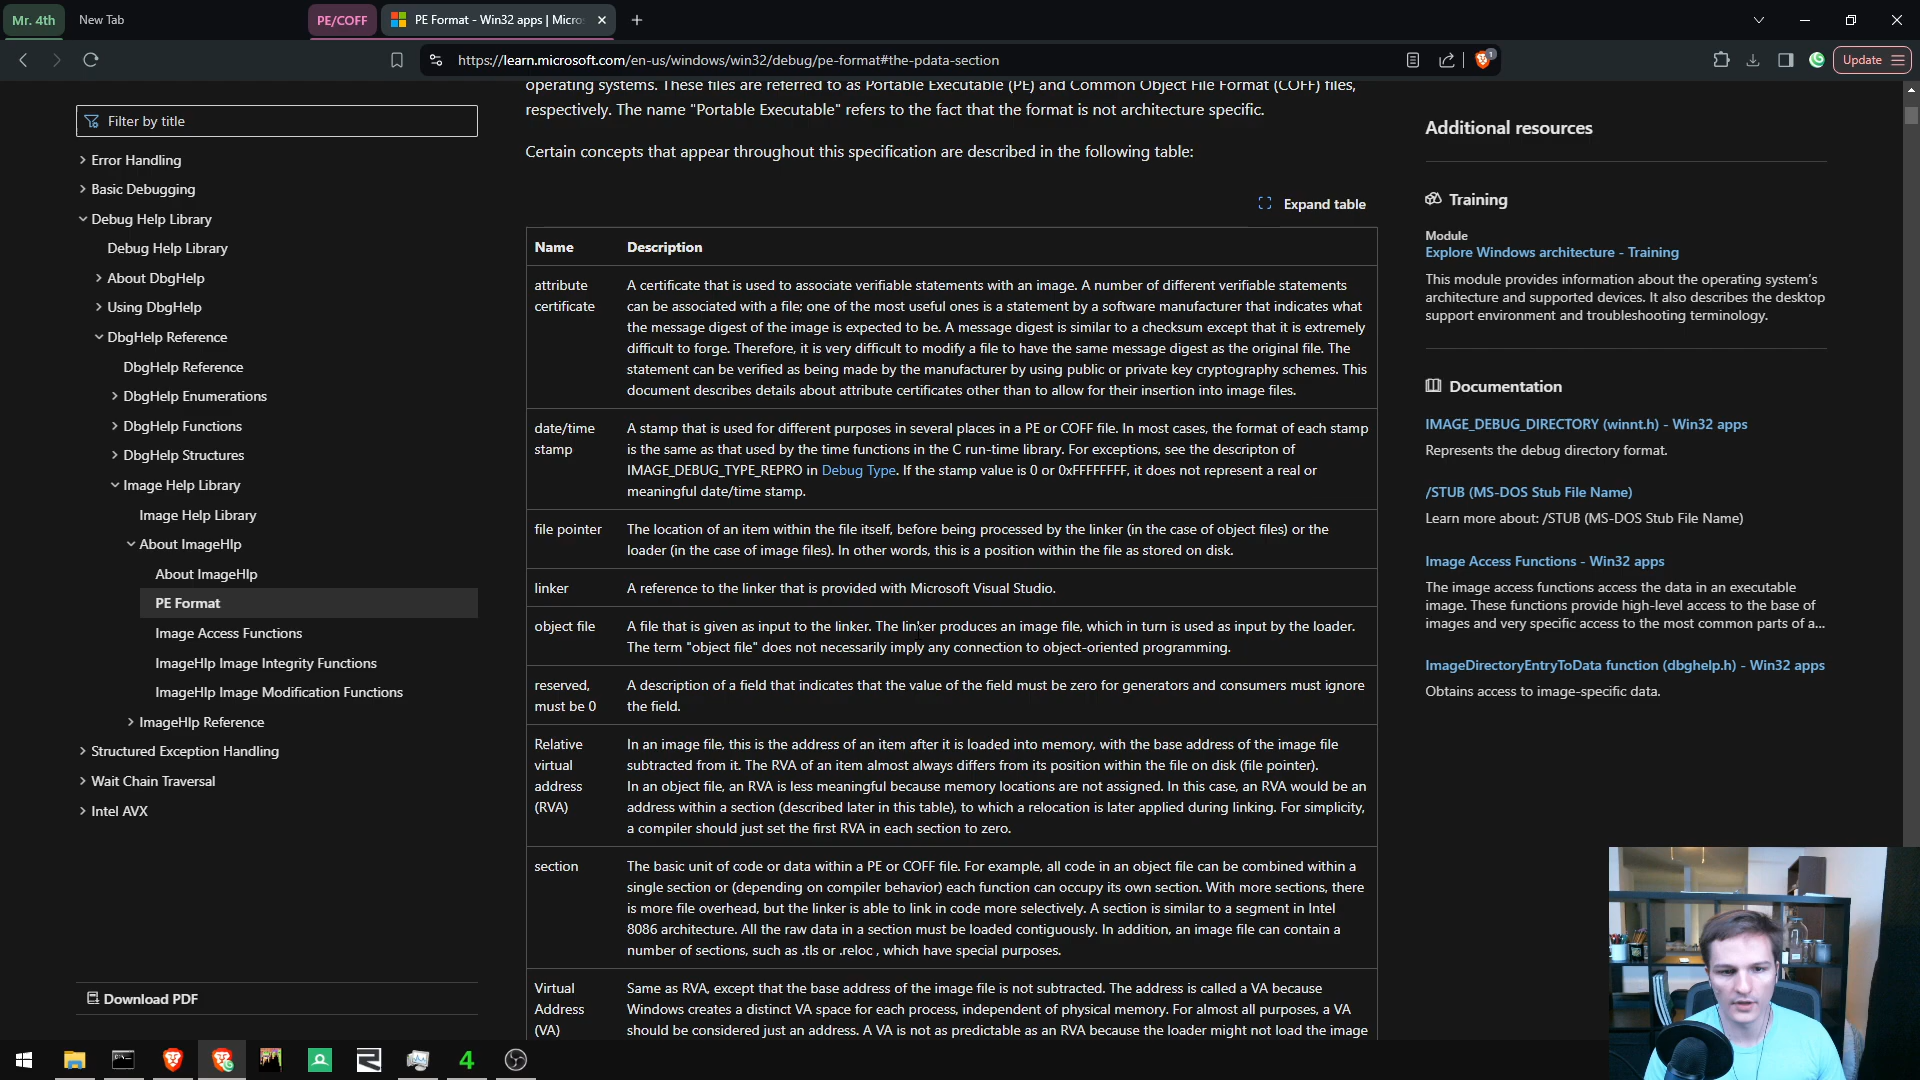 Mr. 4th
New Tab
PE/COFF
PE Format - Win32 apps | Micro
https://learn.microsoft.com/en-us/windows/win32/debug/pe-format#the-pdata-section
1
Update
Filter by title
Error Handling
Basic Debugging
Debug Help Library
Debug Help Library
About DbgHelp
Using DbgHelp
DbgHelp Reference
DbgHelp Reference
DbgHelp Enumerations
DbgHelp Functions
DbgHelp Structures
Image Help Library
Image Help Library
About ImageHlp
About ImageHlp
PE Format
Image Access Functions
ImageHlp Image Integrity Functions
ImageHlp Image Modification Functions
ImageHlp Reference
Structured Exception Handling
Wait Chain Traversal
Intel AVX
Download PDF
operating systems. These files are referred to as Portable Executable (PE) and Common Object File Format (COFF) files,
respectively. The name "Portable Executable" refers to the fact that the format is not architecture specific.
Certain concepts that appear throughout this specification are described in the following table:
Expand table
Name Description
attribute
certificate
A certificate that is used to associate verifiable statements with an image. A number of different verifiable statements
can be associated with a file; one of the most useful ones is a statement by a software manufacturer that indicates what
the message digest of the image is expected to be. A message digest is similar to a checksum except that it is extremely
difficult to forge. Therefore, it is very difficult to modify a file to have the same message digest as the original file. The
statement can be verified as being made by the manufacturer by using public or private key cryptography schemes. This
document describes details about attribute certificates other than to allow for their insertion into image files.
date/time
stamp
A stamp that is used for different purposes in several places in a PE or COFF file. In most cases, the format of each stamp
is the same as that used by the time functions in the C run-time library. For exceptions, see the descripton of
IMAGE_DEBUG_TYPE_REPRO in Debug Type. If the stamp value is 0 or 0xFFFFFFFF, it does not represent a real or
meaningful date/time stamp.
file pointer
The location of an item within the file itself, before being processed by the linker (in the case of object files) or the
loader (in the case of image files). In other words, this is a position within the file as stored on disk.
linker
A reference to the linker that is provided with Microsoft Visual Studio.
object file
A file that is given as input to the linker. The linker produces an image file, which in turn is used as input by the loader.
The term "object file" does not necessarily imply any connection to object-oriented programming.
reserved,
must be 0
A description of a field that indicates that the value of the field must be zero for generators and consumers must ignore
the field.
Relative
virtual
address
(RVA)
In an image file, this is the address of an item after it is loaded into memory, with the base address of the image file
subtracted from it. The RVA of an item almost always differs from its position within the file on disk (file pointer).
In an object file, an RVA is less meaningful because memory locations are not assigned. In this case, an RVA would be an
address within a section (described later in this table), to which a relocation is later applied during linking. For simplicity,
a compiler should just set the first RVA in each section to zero.
section
The basic unit of code or data within a PE or COFF file. For example, all code in an object file can be combined within a
single section or (depending on compiler behavior) each function can occupy its own section. With more sections, there
is more file overhead, but the linker is able to link in code more selectively. A section is similar to a segment in Intel
8086 architecture. All the raw data in a section must be loaded contiguously. In addition, an image file can contain a
number of sections, such as .tls or .reloc , which have special purposes.
Virtual
Address
(VA)
Same as RVA, except that the base address of the image file is not subtracted. The address is called a VA because
Windows creates a distinct VA space for each process, independent of physical memory. For almost all purposes, a VA
should be considered just an address. A VA is not as predictable as an RVA because the loader might not load the image
Additional resources
Training
Module
Explore Windows architecture - Training
This module provides information about the operating system's
architecture and supported devices. It also describes the desktop
support environment and troubleshooting terminology.
Documentation
IMAGE_DEBUG_DIRECTORY (winnt.h) - Win32 apps
Represents the debug directory format.
/STUB (MS-DOS Stub File Name)
Learn more about: /STUB (MS-DOS Stub File Name)
Image Access Functions - Win32 apps
The image access functions access the data in an executable
image. These functions provide high-level access to the base of
images and very specific access to the most common parts of a...
ImageDirectoryEntryToData function (dbghelp.h) - Win32 apps
Obtains access to image-specific data.
4